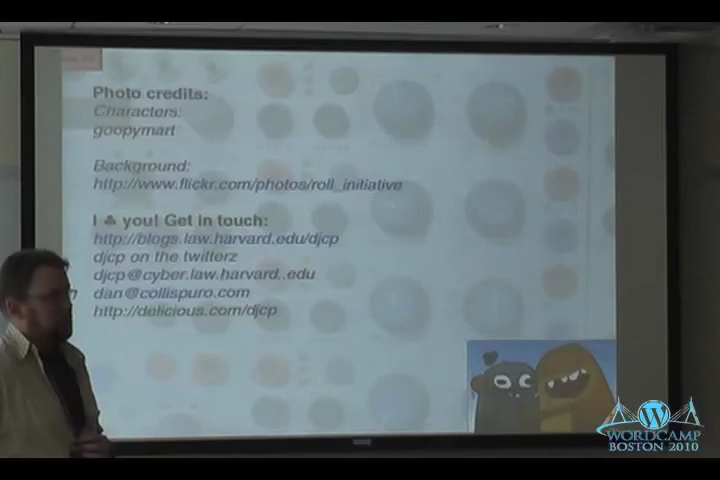 Photo credits:
Characters:
goopymart
Background:
http://www.flickr.com/photos/roll_initiative
I ♣ you! Get in touch:
http://blogs.law.harvard.edu/djcp
djcp on the twitterz
djcp@cyber.law.harvard..edu
dan@collispuro.com
http://delicious.com/djcp
WORDCAMP
BOSTON 2010